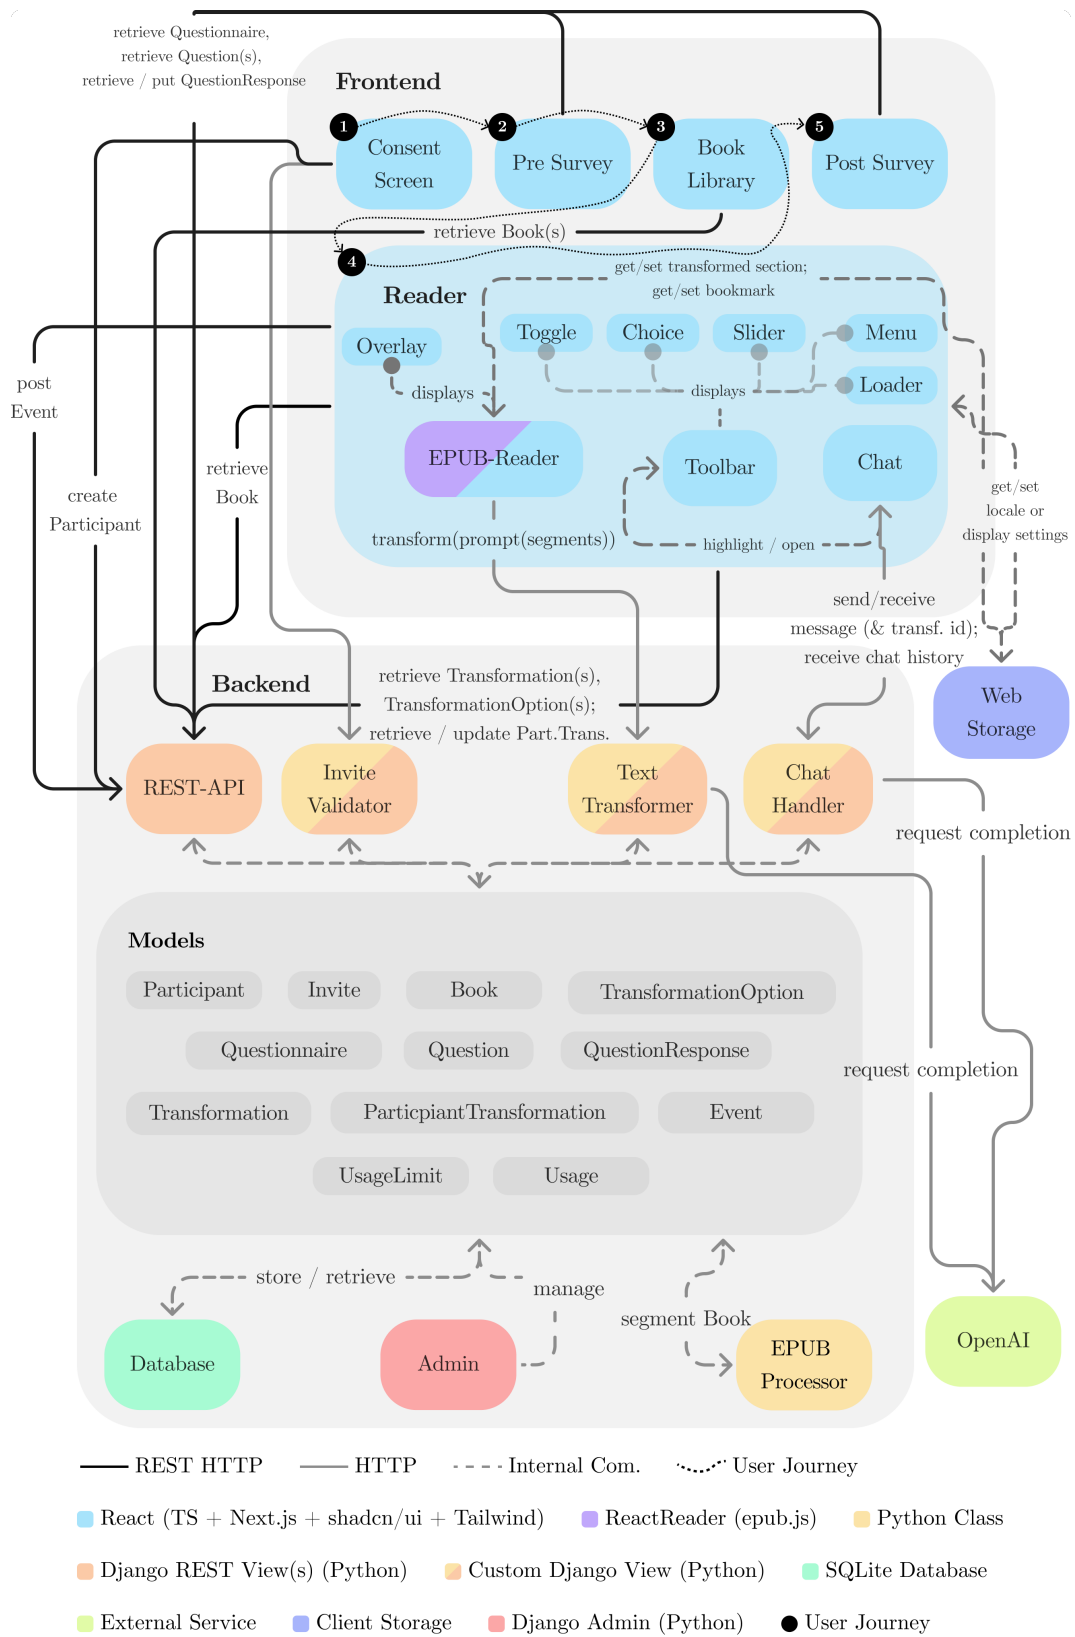 retrieve Questionnaire,
retrieve Question(s),
retrieve / put QuestionResponse
Frontend
1
2
3
5
Consent
Screen
Pre Survey
Book
Library
Post Survey
retrieve Book(s)
4
get/set transformed section;
get/set bookmark
Reader
Overlay
Toggle
Choice
Slider
Menu
Loader
displays
displays
post
Event
EPUB-Reader
Toolbar
Chat
retrieve
Book
create
Participant
get/set
locale or
display settings
transform(prompt(segments))
highlight / open
send/receive
message (& transf. id);
receive chat history
Backend
retrieve Transformation(s),
TransformationOption(s);
retrieve / update Part.Trans.
Web
Storage
REST-API
Invite
Validator
Text
Transformer
Chat
Handler
request completion
Models
Participant
Invite
Book
TransformationOption
Questionnaire
Question
QuestionResponse
request completion
Transformation
ParticpiantTransformation
Event
UsageLimit
Usage
store / retrieve
manage
segment Book
Database
Admin
EPUB
Processor
OpenAI
REST HTTP
HTTP
Internal Com.
User Journey
React (TS + Next.js + shadcn/ui + Tailwind)
ReactReader (epub.js)
Python Class
Django REST View(s) (Python)
Custom Django View (Python)
SQLite Database
External Service
Client Storage
Django Admin (Python)
User Journey